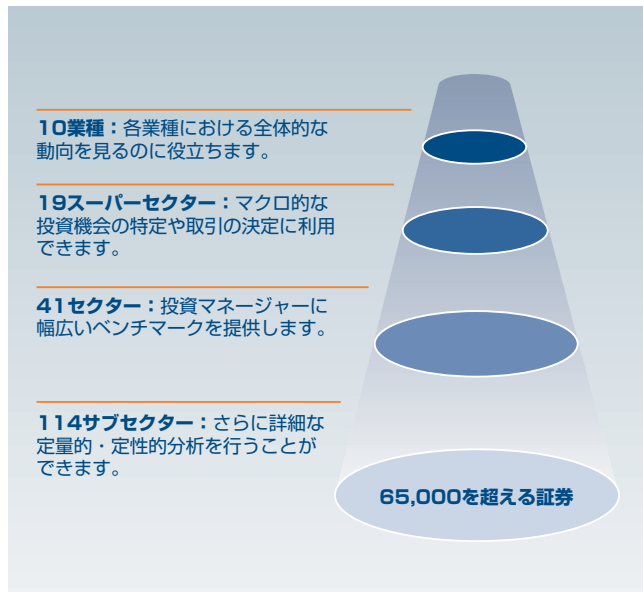 10業種：各業種における全体的な
動向を見るのに役立ちます。
19スーパーセクター：マクロ的な
投資機会の特定や取引の決定に利用
できます。
41セクター：投資マネージャーに
幅広いベンチマークを提供します。
114サブセクター：さらに詳細な
定量的・定性的分析を行うことが
できます。
65,000を超える証券